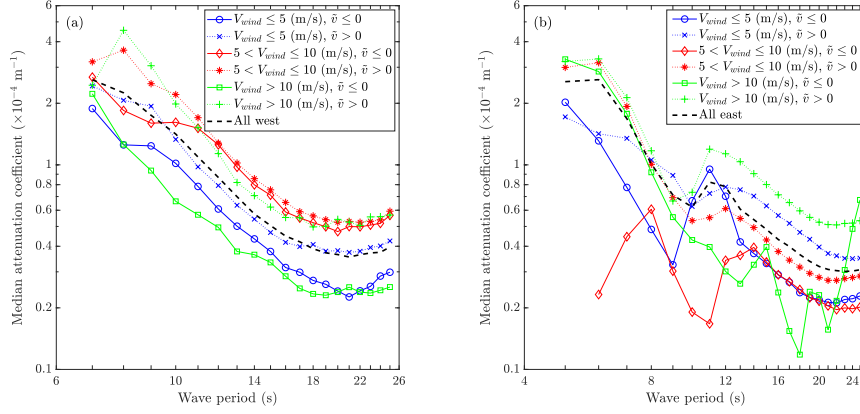 (a)
V_wind ≤ 5 (m/s), ṽ ≤ 0
V_wind ≤ 5 (m/s), ṽ > 0
5 < V_wind ≤ 10 (m/s), ṽ ≤ 0
5 < V_wind ≤ 10 (m/s), ṽ > 0
V_wind > 10 (m/s), ṽ ≤ 0
V_wind > 10 (m/s), ṽ > 0
All west
Median attenuation coefficient (×10⁻⁴ m⁻¹)
6
4
2
1
0.8
0.6
0.4
0.2
0.1
6 10 14 18 22 26
Wave period (s)
(b)
V_wind ≤ 5 (m/s), ṽ ≤ 0
V_wind ≤ 5 (m/s), ṽ > 0
5 < V_wind ≤ 10 (m/s), ṽ ≤ 0
5 < V_wind ≤ 10 (m/s), ṽ > 0
V_wind > 10 (m/s), ṽ ≤ 0
V_wind > 10 (m/s), ṽ > 0
All east
Median attenuation coefficient (×10⁻⁴ m⁻¹)
6
4
2
1
0.8
0.6
0.4
0.2
0.1
4 8 12 16 20 24
Wave period (s)